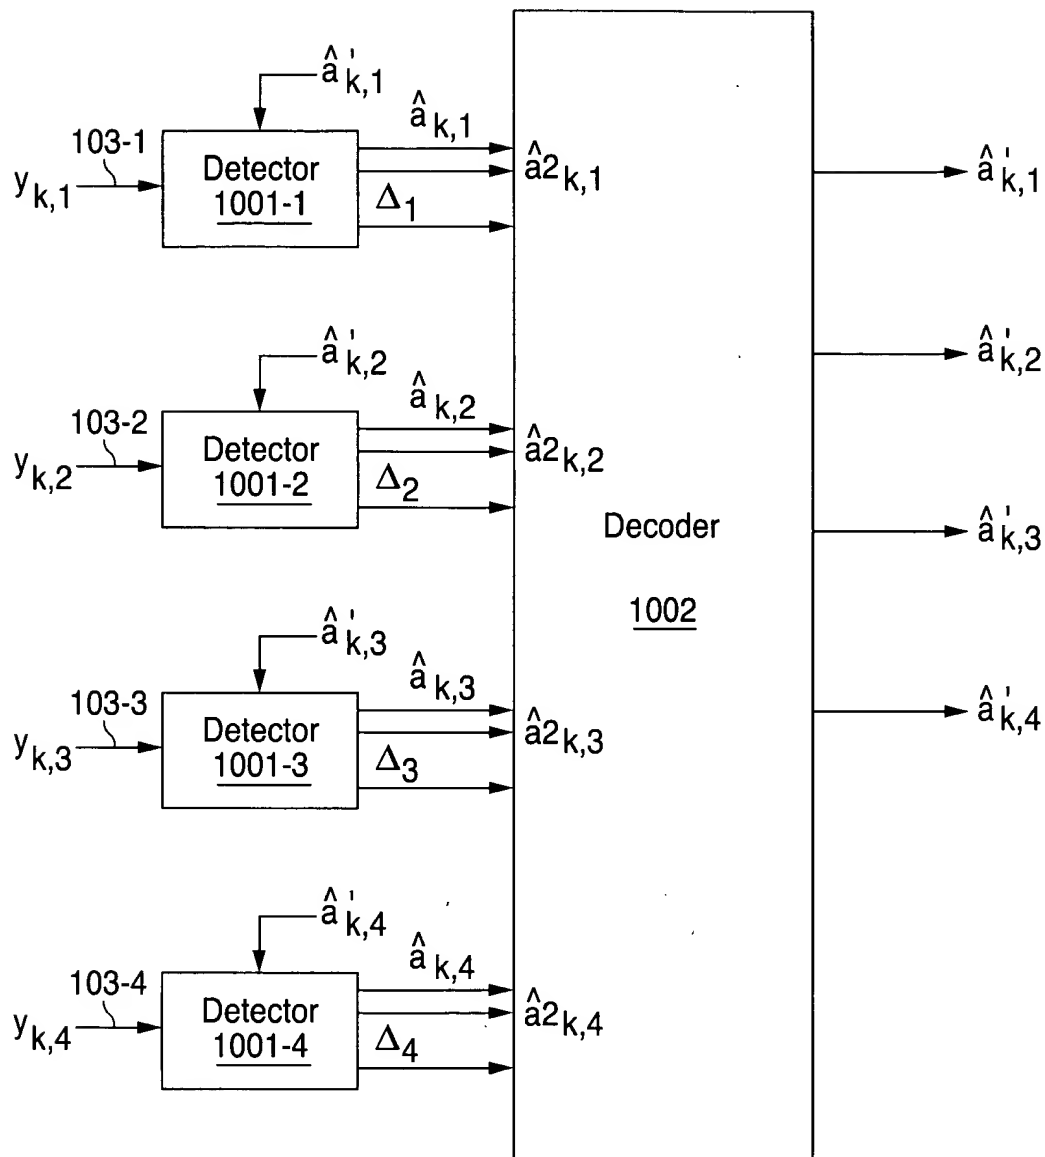 â'k,1
103-1
yk,1
Detector
1001-1
âk,1
â2k,1
Δ1
â'k,1
â'k,2
103-2
yk,2
Detector
1001-2
âk,2
â2k,2
Δ2
â'k,2
Decoder
1002
â'k,3
103-3
yk,3
Detector
1001-3
âk,3
â2k,3
Δ3
â'k,3
â'k,4
103-4
yk,4
Detector
1001-4
âk,4
â2k,4
Δ4
â'k,4